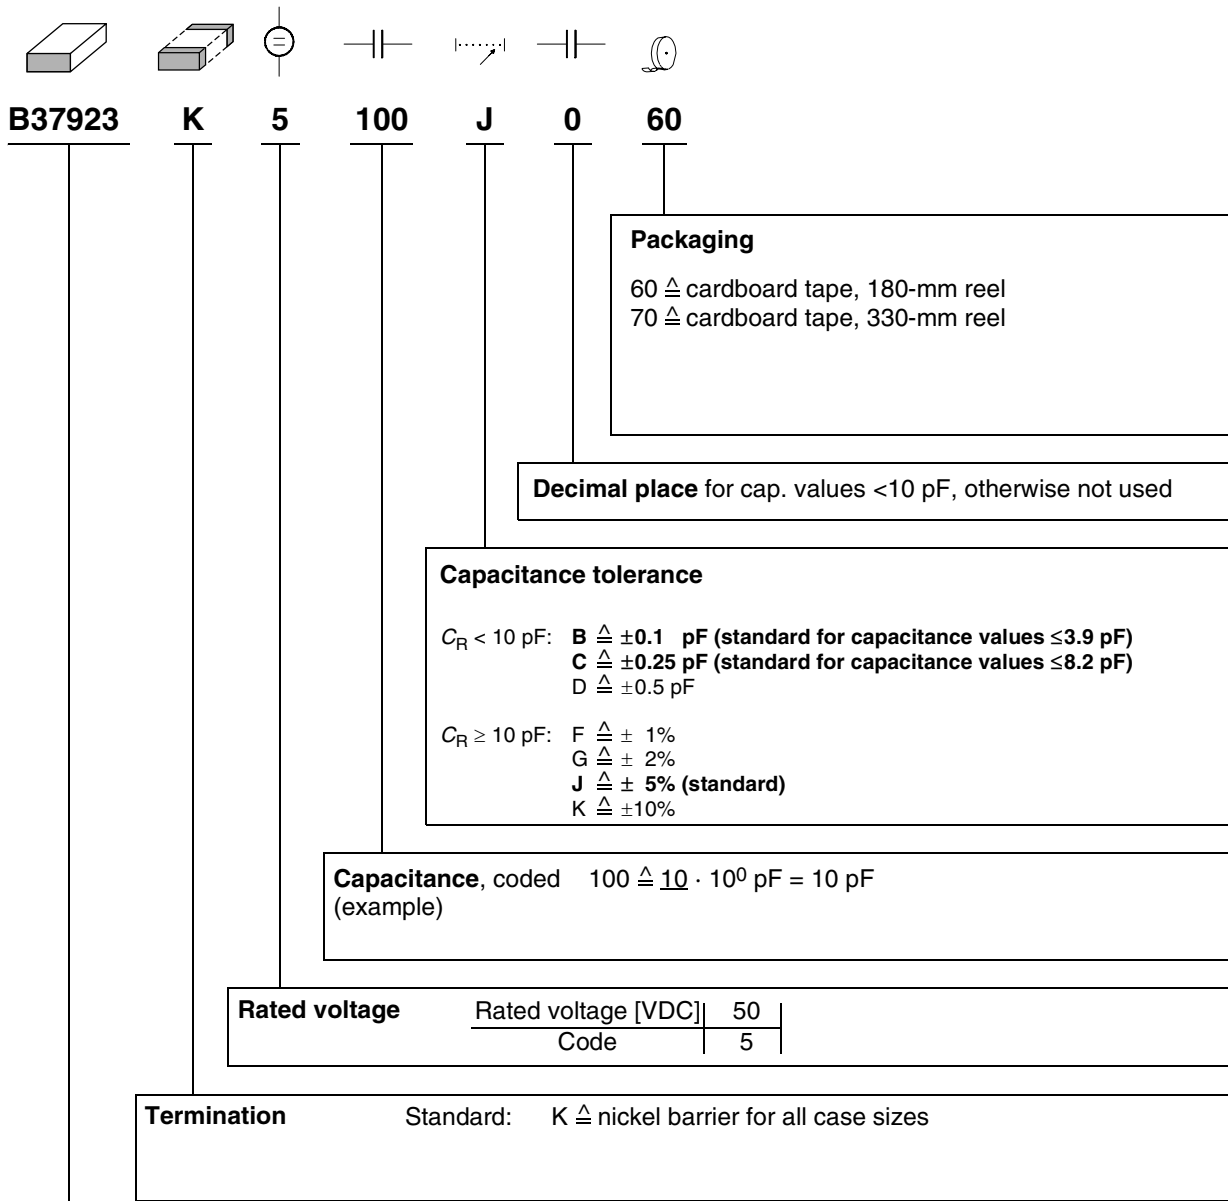 B37923 K 5 100 J 0 60
Packaging
60 ≙ cardboard tape, 180-mm reel
70 ≙ cardboard tape, 330-mm reel
Decimal place for cap. values <10 pF, otherwise not used
Capacitance tolerance
CR < 10 pF: B ≙ ±0.1 pF (standard for capacitance values ≤3.9 pF)
C ≙ ±0.25 pF (standard for capacitance values ≤8.2 pF)
D ≙ ±0.5 pF
CR ≥ 10 pF: F ≙ ± 1%
G ≙ ± 2%
J ≙ ± 5% (standard)
K ≙ ±10%
Capacitance, coded 100 ≙ 10 · 10⁰ pF = 10 pF
(example)
Rated voltage Rated voltage [VDC] 50
Code 5
Termination Standard: K ≙ nickel barrier for all case sizes